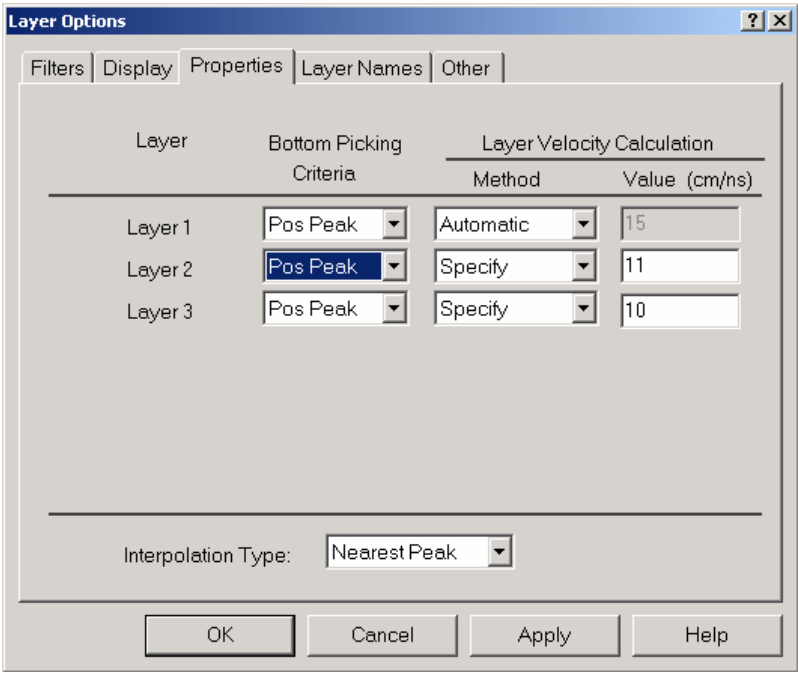 Layer Options
Filters Display Properties Layer Names Other
Layer Bottom Picking Criteria Layer Velocity Calculation
Method Value (cm/ns)
Layer 1 Pos Peak Automatic 15
Layer 2 Pos Peak Specify 11
Layer 3 Pos Peak Specify 10
Interpolation Type: Nearest Peak
OK Cancel Apply Help